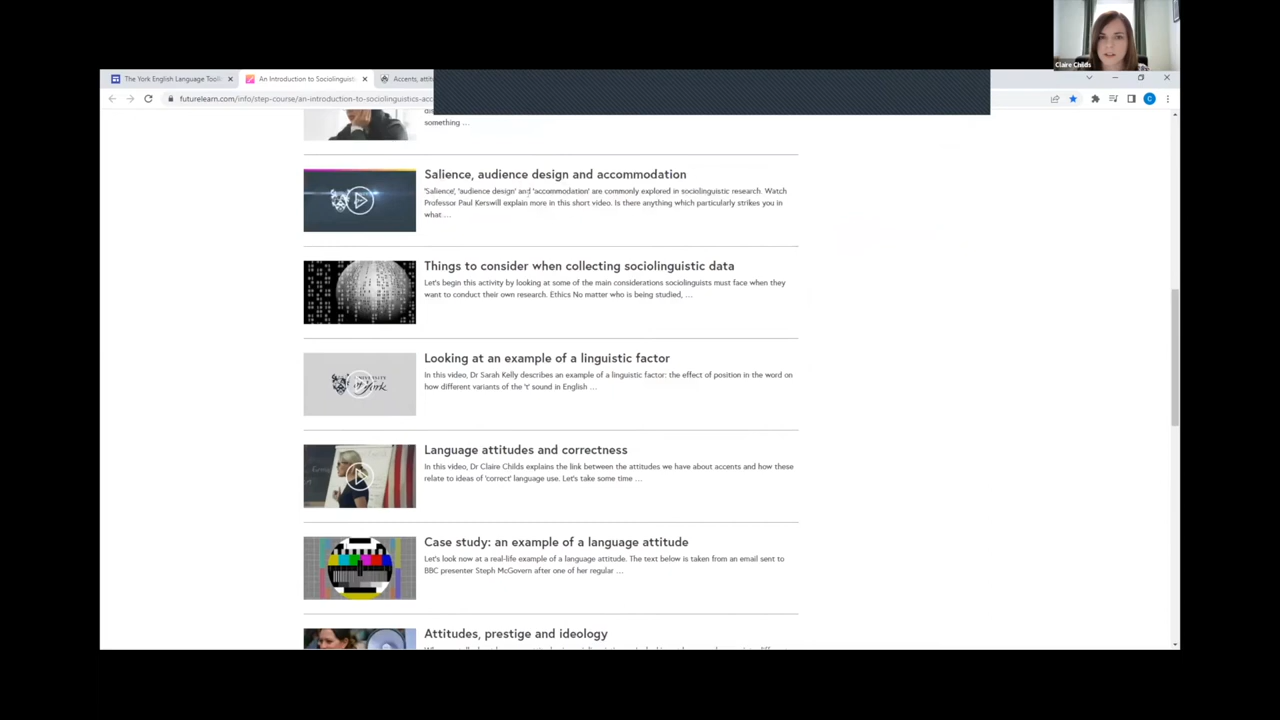 Claire Childs
The York English Language Toolk
An Introduction to Sociolinguisti
Accents, attit
futurelearn.com/info/step-course/an-introduction-to-sociolinguistics-acc
C
something …
Salience, audience design and accommodation
'Salience', 'audience design' and 'accommodation' are commonly explored in sociolinguistic research. Watch
Professor Paul Kerswill explain more in this short video. Is there anything which particularly strikes you in
what …
Things to consider when collecting sociolinguistic data
Let's begin this activity by looking at some of the main considerations sociolinguists must face when they
want to conduct their own research. Ethics No matter who is being studied, …
Looking at an example of a linguistic factor
In this video, Dr Sarah Kelly describes an example of a linguistic factor: the effect of position in the word on
how different variants of the 't' sound in English …
of York
Language attitudes and correctness
In this video, Dr Claire Childs explains the link between the attitudes we have about accents and how these
relate to ideas of 'correct' language use. Let's take some time …
Case study: an example of a language attitude
Let's look now at a real-life example of a language attitude. The text below is taken from an email sent to
BBC presenter Steph McGovern after one of her regular …
Attitudes, prestige and ideology